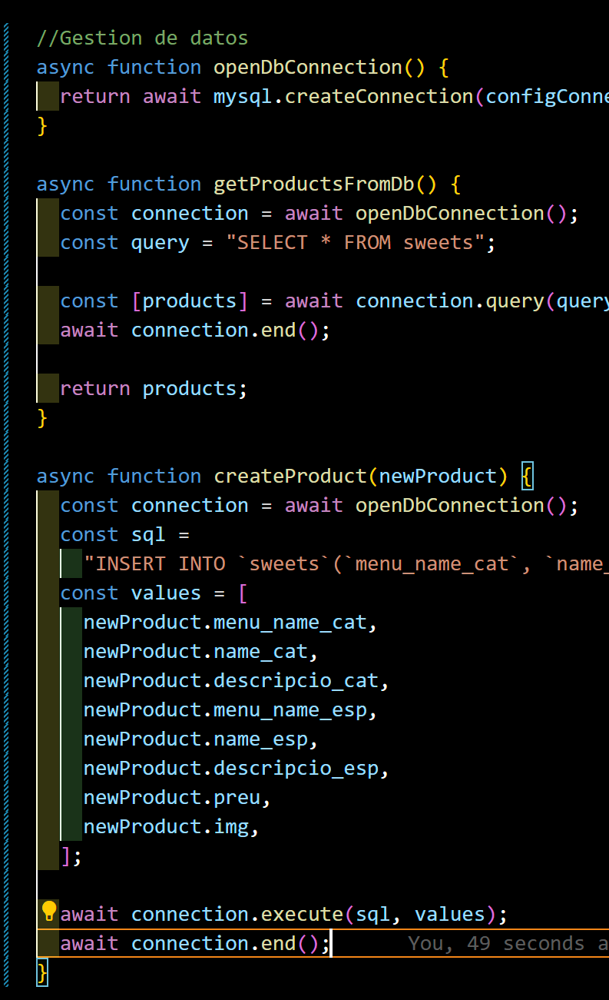 //Gestion de datos
async function openDbConnection() {
return await mysql.createConnection(
}
async function getProductsFromDb() {
const connection = await openDbConnection();
const query = "SELECT * FROM sweets";
const [products] = await connection.query(query
await connection.end();
return products;
}
async function createProduct(newProduct) {
const connection = await openDbConnection();
const sql =
"INSERT INTO `sweets`(`menu_name_cat`, `name_
const values = [
newProduct.menu_name_cat,
newProduct.name_cat,
newProduct.descripcio_cat,
newProduct.menu_name_esp,
newProduct.name_esp,
newProduct.descripcio_esp,
newProduct.preu,
newProduct.img,
];
await connection.execute(sql, values);
await connection.end(); You, 49 seconds a
}